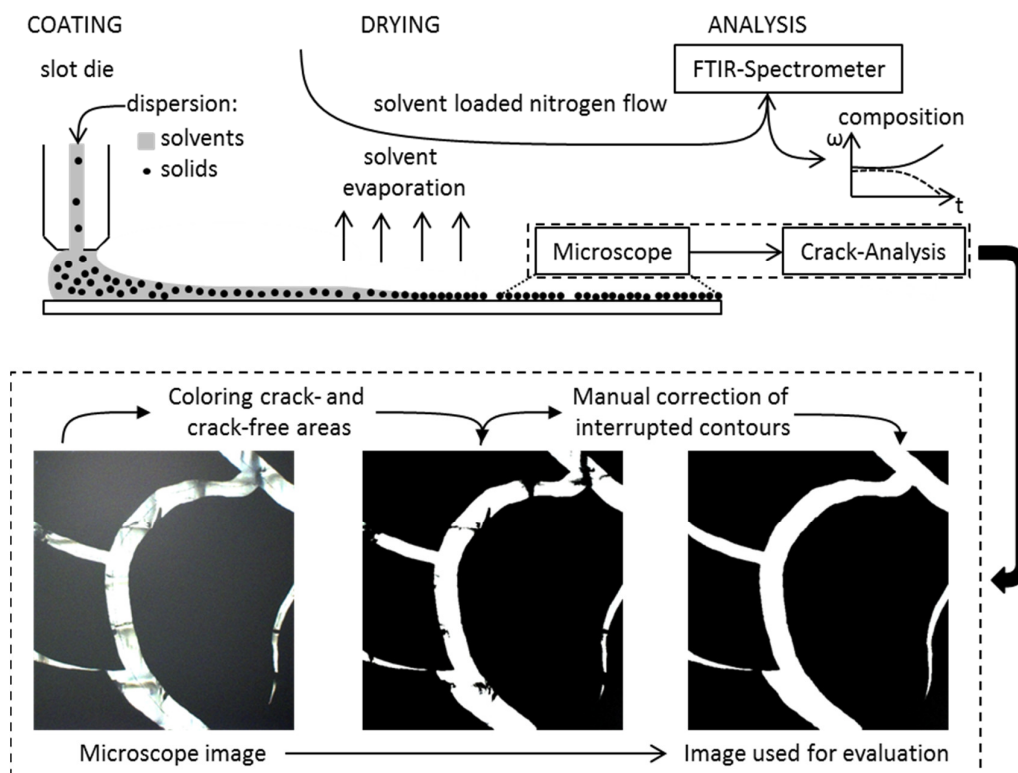 COATING
DRYING
ANALYSIS
slot die
FTIR-Spectrometer
dispersion:
solvents
solids
solvent loaded nitrogen flow
solvent
evaporation
composition
ω
t
Microscope
Crack-Analysis
Coloring crack- and
crack-free areas
Manual correction of
interrupted contours
Microscope image
Image used for evaluation